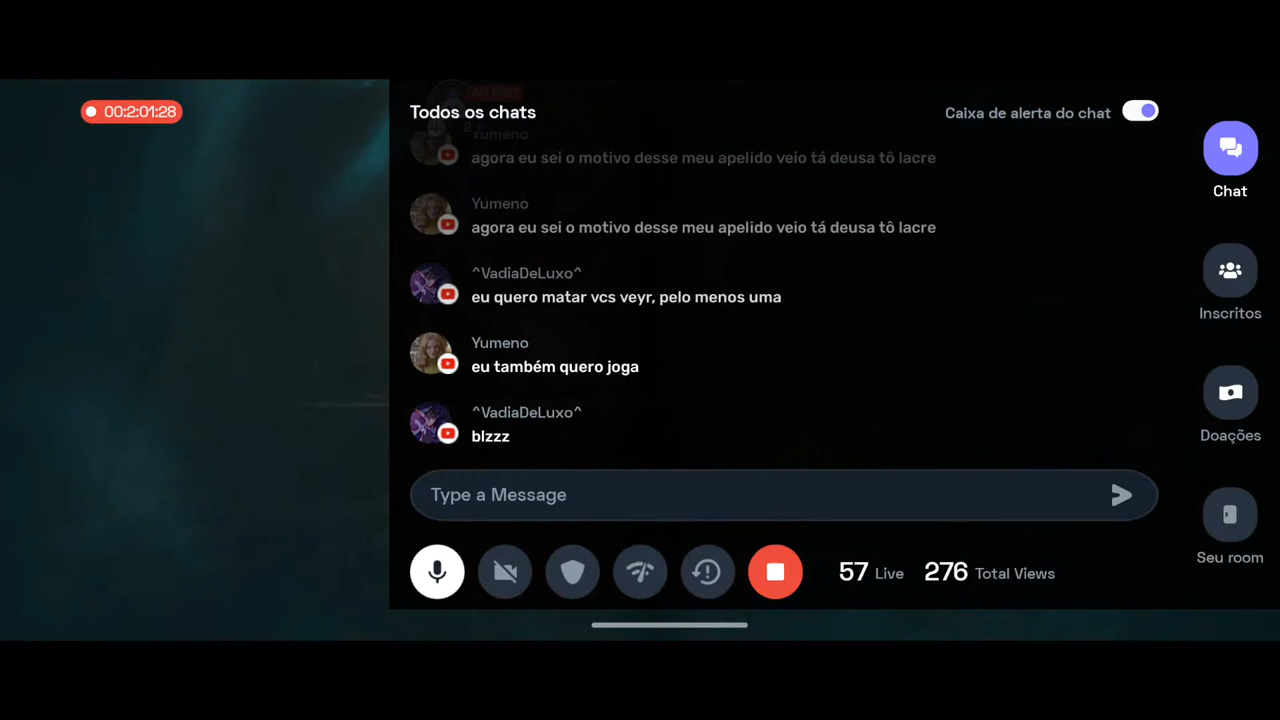 00:2:01:28
AO VIVO
Todos os chats
Caixa de alerta do chat
Yumeno
agora eu sei o motivo desse meu apelido veio tá deusa tô lacre
Chat
Yumeno
agora eu sei o motivo desse meu apelido veio tá deusa tô lacre
^VadiaDeLuxo^
eu quero matar vcs veyr, pelo menos uma
Inscritos
Yumeno
eu também quero joga
^VadiaDeLuxo^
blzzz
Doações
Type a Message
Seu room
57 Live 276 Total Views